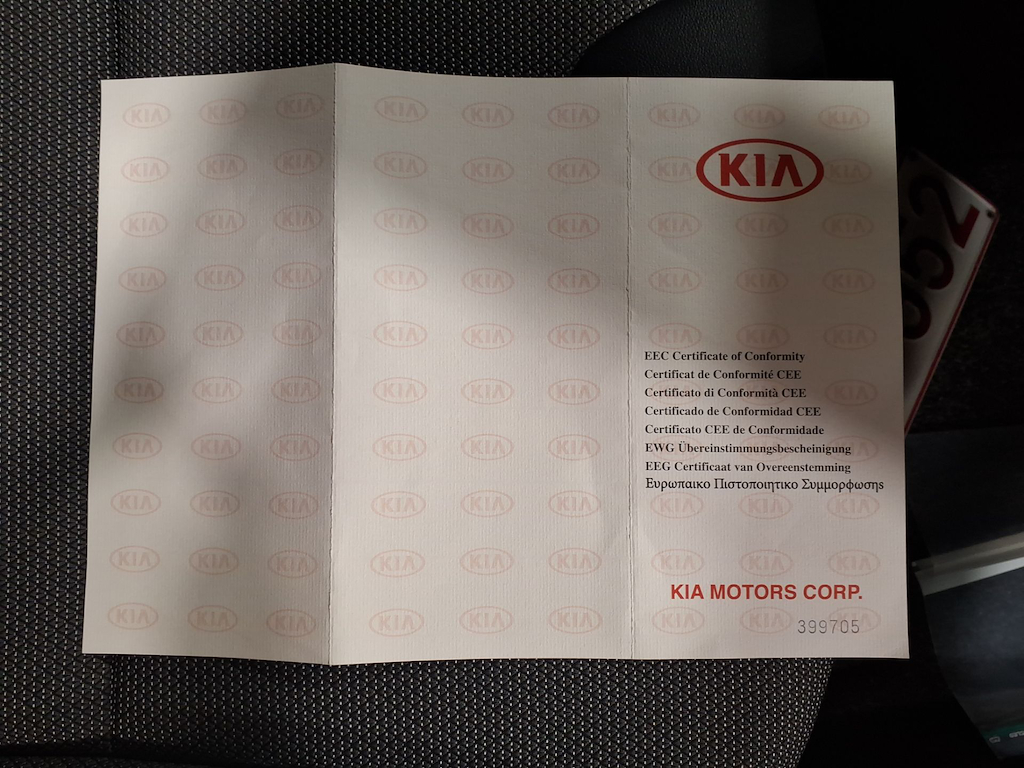 KIA
EEC Certificate of Conformity
Certificat de Conformité CEE
Certificato di Conformità CEE
Certificado de Conformidad CEE
Certificato CEE de Conformidade
EWG Übereinstimmungsbescheinigung
EEG Certificaat van Overeenstemming
Ευρωπαικο Πιστοποιητικο Συμμορφωσης
KIA MOTORS CORP.
399705